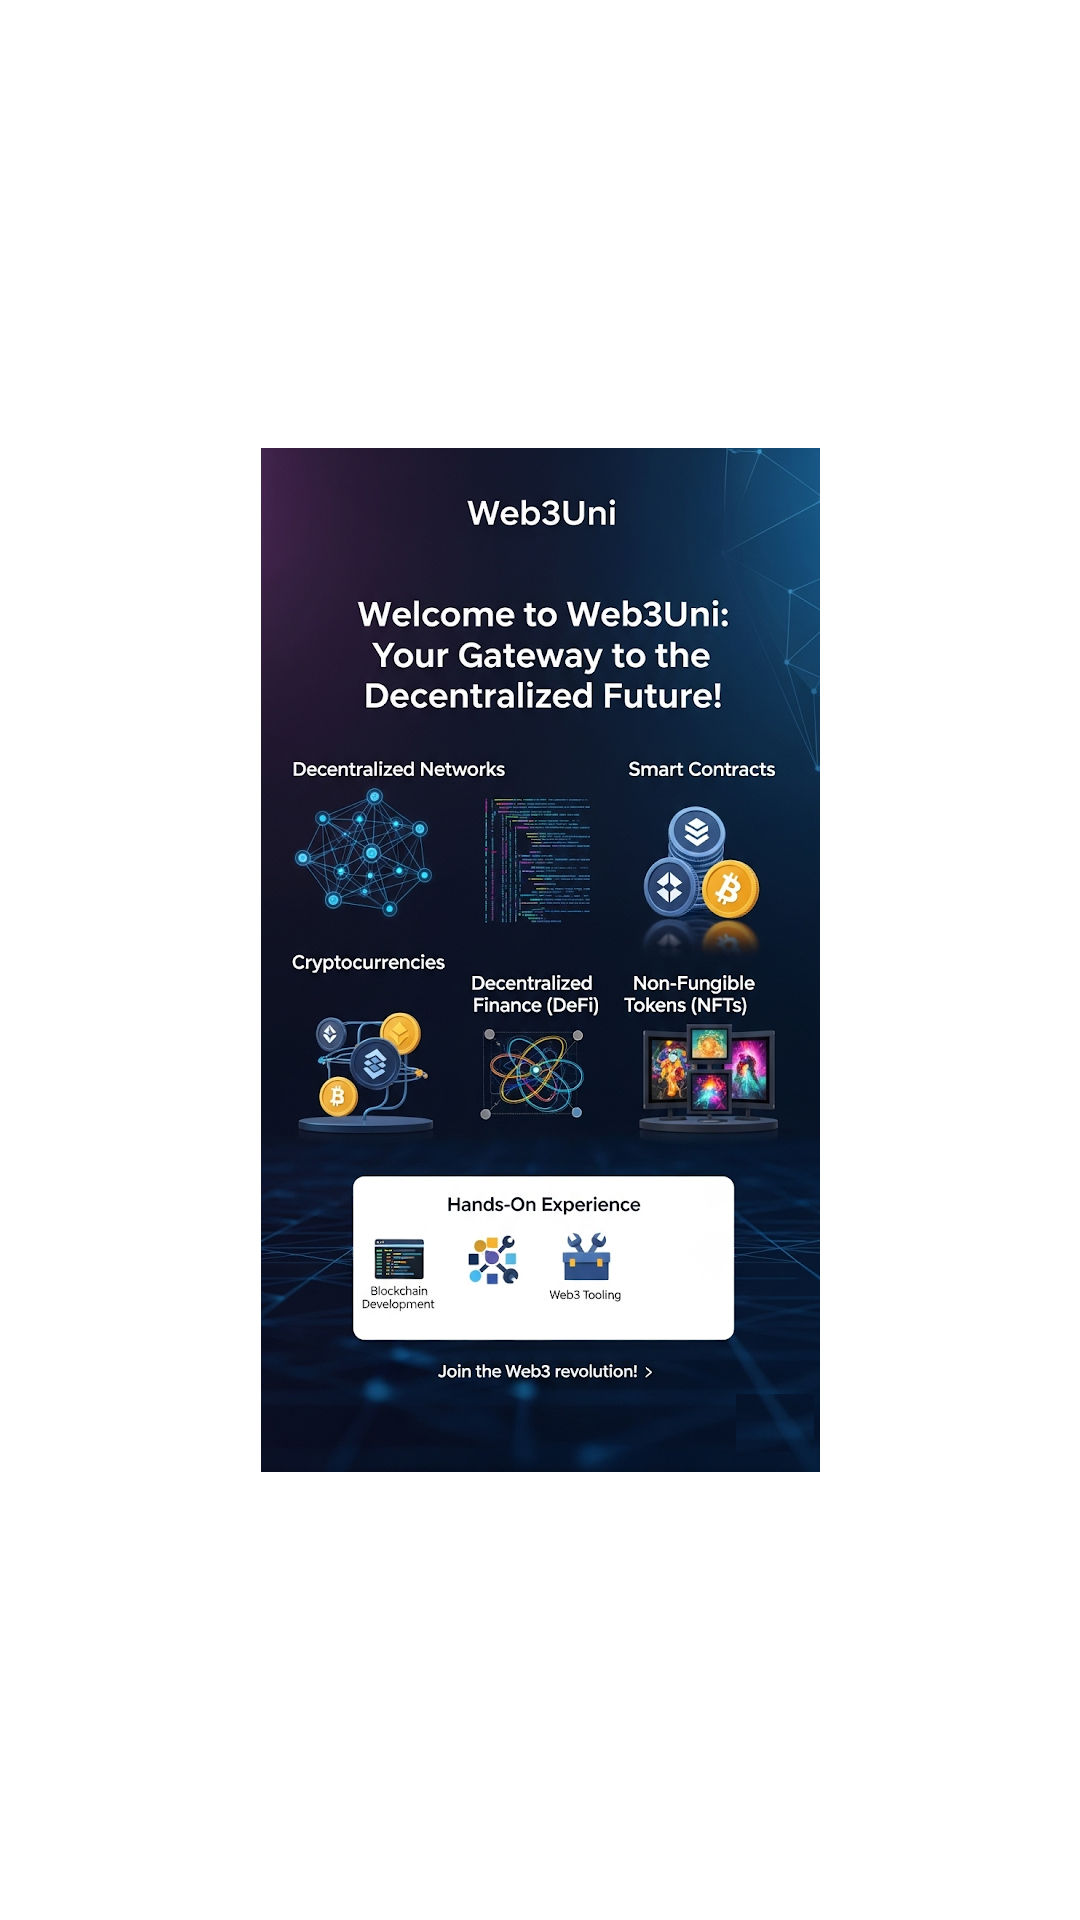 Web3Uni
Welcome to Web3Uni:
Your Gateway to the
Decentralized Future!
Decentralized Networks
Smart Contracts
Cryptocurrencies
Decentralized
Finance (DeFi)
Non-Fungible
Tokens (NFTs)
Hands-On Experience
Blockchain
Development
Web3 Tooling
Join the Web3 revolution! >